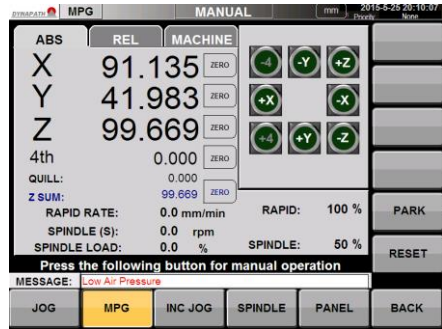 DYNAPATH MPG MANUAL mm 2015-5-25 20:10:07
Priority: None
ABS REL MACHINE
X 91.135 ZERO
Y 41.983 ZERO
Z 99.669 ZERO
4th 0.000 ZERO
QUILL: 0.000
Z SUM: 99.669 ZERO
-4 -Y +Z
+X -X
+4 +Y -Z
RAPID RATE: 0.0 mm/min RAPID: 100 %
SPINDLE (S): 0.0 rpm
SPINDLE LOAD: 0.0 % SPINDLE: 50 %
Press the following button for manual operation
MESSAGE: Low Air Pressure
PARK
RESET
JOG MPG INC JOG SPINDLE PANEL BACK